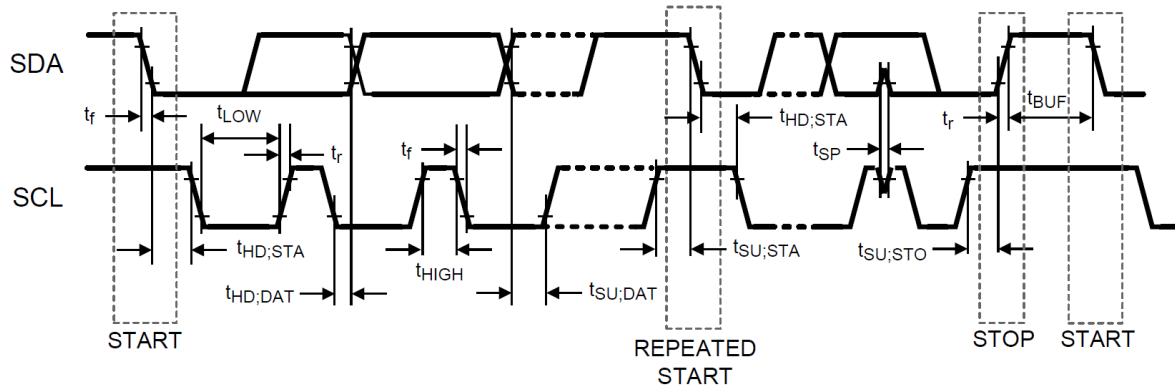 SDA
t_f
t_LOW
t_r
t_f
t_HD;STA
t_SP
t_r
t_BUF
SCL
t_HD;STA
t_HD;DAT
t_HIGH
t_SU;DAT
t_SU;STA
t_SU;STO
START
REPEATED
START
STOP
START